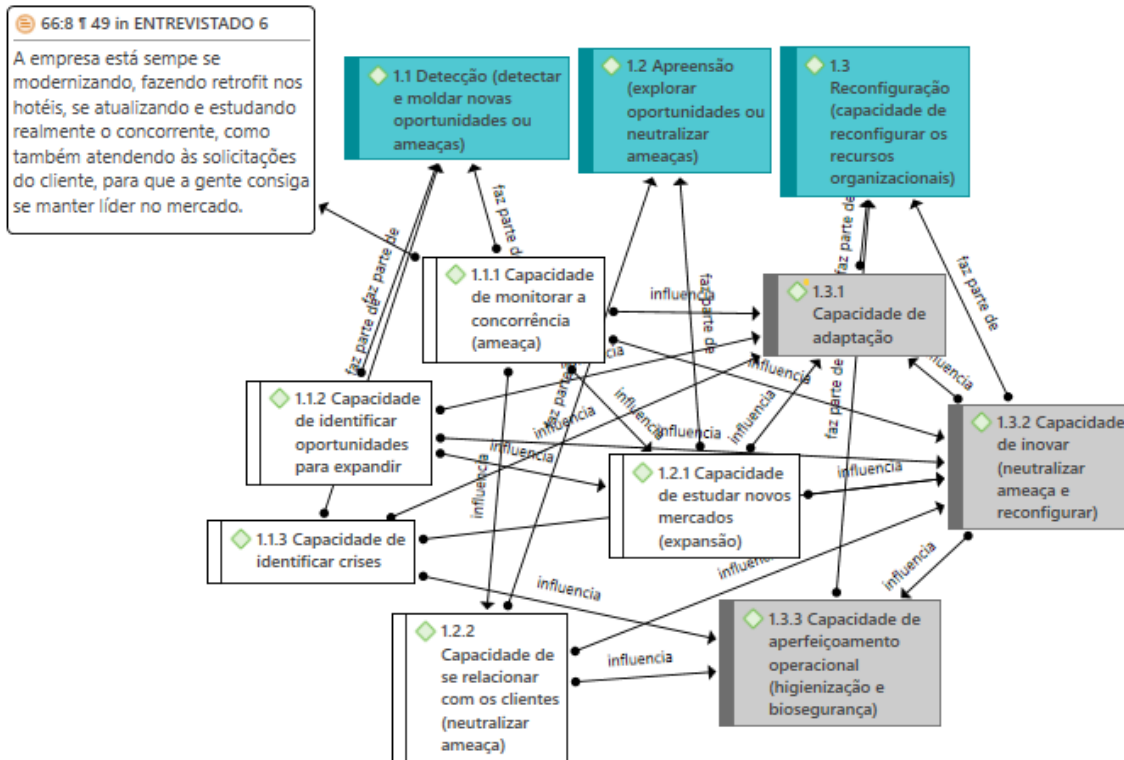 66:8 ¶ 49 in ENTREVISTADO 6
A empresa está sempe se
modernizando, fazendo retrofit nos
hotéis, se atualizando e estudando
realmente o concorrente, como
também atendendo às solicitações
do cliente, para que a gente consiga
se manter líder no mercado.
1.1 Detecção (detectar
e moldar novas
oportunidades ou
ameaças)
1.2 Apreensão
(explorar
oportunidades ou
neutralizar
ameaças)
1.3
Reconfiguração
(capacidade de
reconfigurar os
recursos
organizacionais)
faz parte de
faz parte de
faz parte de
faz parte de
faz parte de
faz parte de
faz parte de
faz parte de
1.1.1 Capacidade
de monitorar a
concorrência
(ameaça)
influencia
1.3.1
Capacidade de
adaptação
influencia
influencia
influencia
1.1.2 Capacidade
de identificar
oportunidades
para expandir
influencia
influencia
influencia
influencia
influencia
1.3.2 Capacidade
de inovar
(neutralizar
ameaça e
reconfigurar)
influencia
1.2.1 Capacidade
de estudar novos
mercados
(expansão)
influencia
1.1.3 Capacidade de
identificar crises
influencia
influencia
influencia
1.2.2
Capacidade de
se relacionar
com os clientes
(neutralizar
ameaça)
influencia
1.3.3 Capacidade de
aperfeiçoamento
operacional
(higienização e
biosegurança)